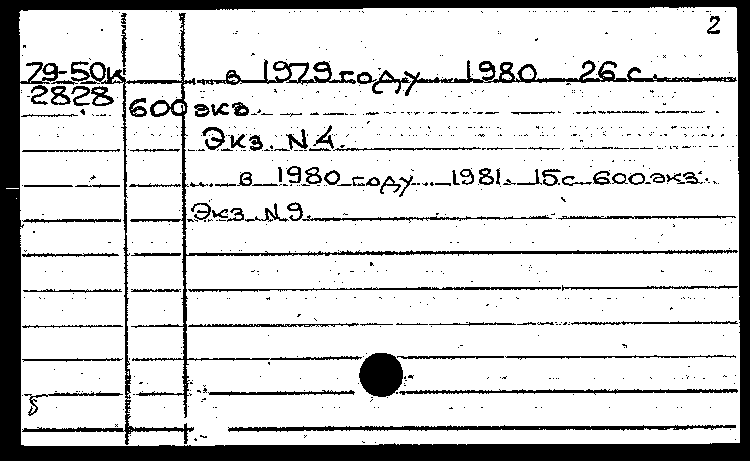 2
79-50к ... в 1979 году. 1980 26 с.
2828 600 экз.
Экз. N 4.
... в 1980 году ... 1981. 15с 600 экз.
Экз. N 9.